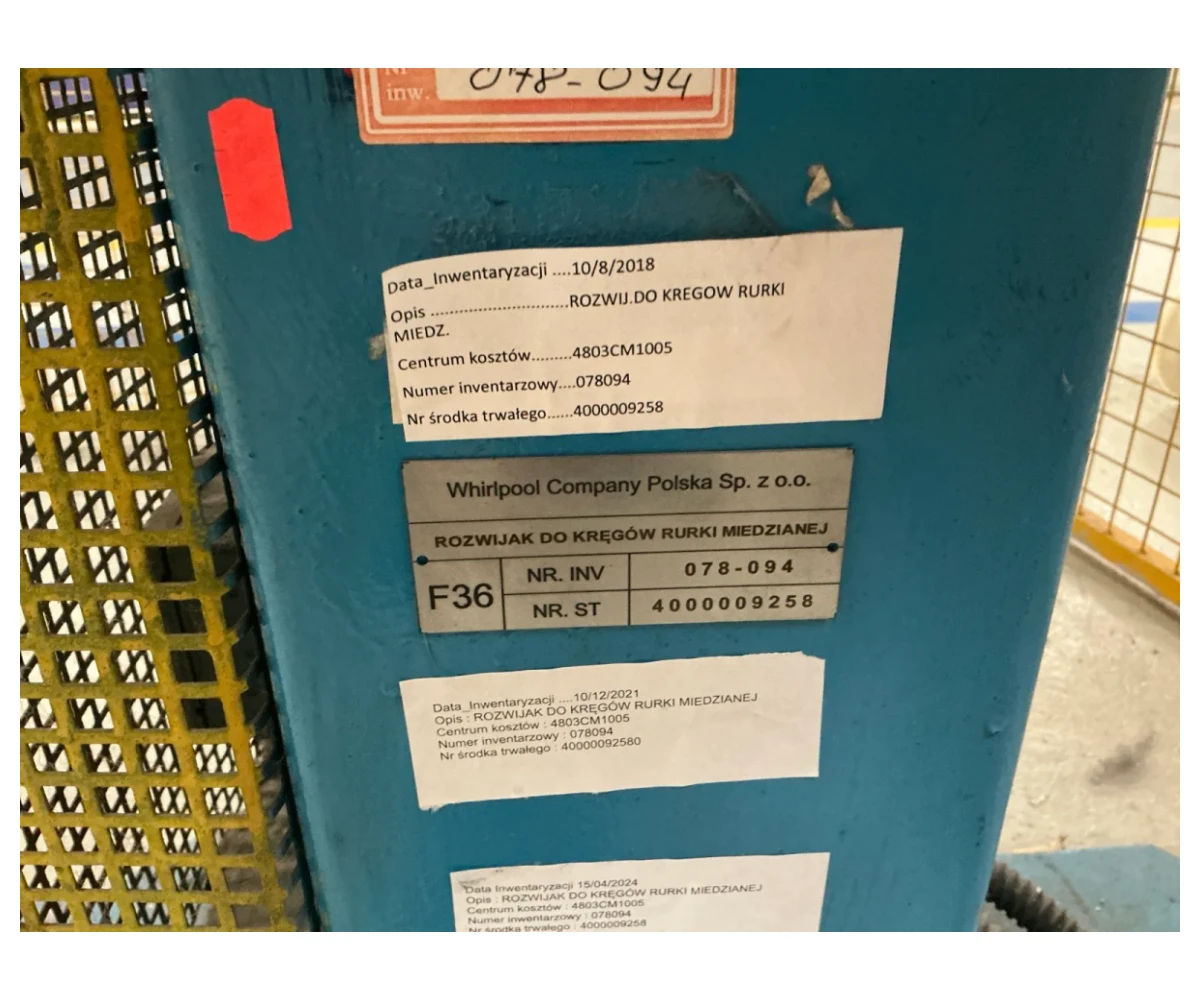 Nr
inw. 078-094
Data_Inwentaryzacji ....10/8/2018
Opis ..............................ROZWIJ.DO KREGOW RURKI
MIEDZ.
Centrum kosztów.........4803CM1005
Numer inwentarzowy....078094
Nr środka trwałego......4000009258
Whirlpool Company Polska Sp. z o.o.
ROZWIJAK DO KRĘGÓW RURKI MIEDZIANEJ
F36
NR. INV 078-094
NR. ST 4000009258
Data_Inwentaryzacji ....10/12/2021
Opis : ROZWIJAK DO KRĘGÓW RURKI MIEDZIANEJ
Centrum kosztów : 4803CM1005
Numer inwentarzowy : 078094
Nr środka trwałego : 40000092580
Data Inwentaryzacji 15/04/2024
Opis : ROZWIJAK DO KRĘGÓW RURKI MIEDZIANEJ
Centrum kosztów : 4803CM1005
Numer inwentarzowy : 078094
Nr środka trwałego : 4000009258